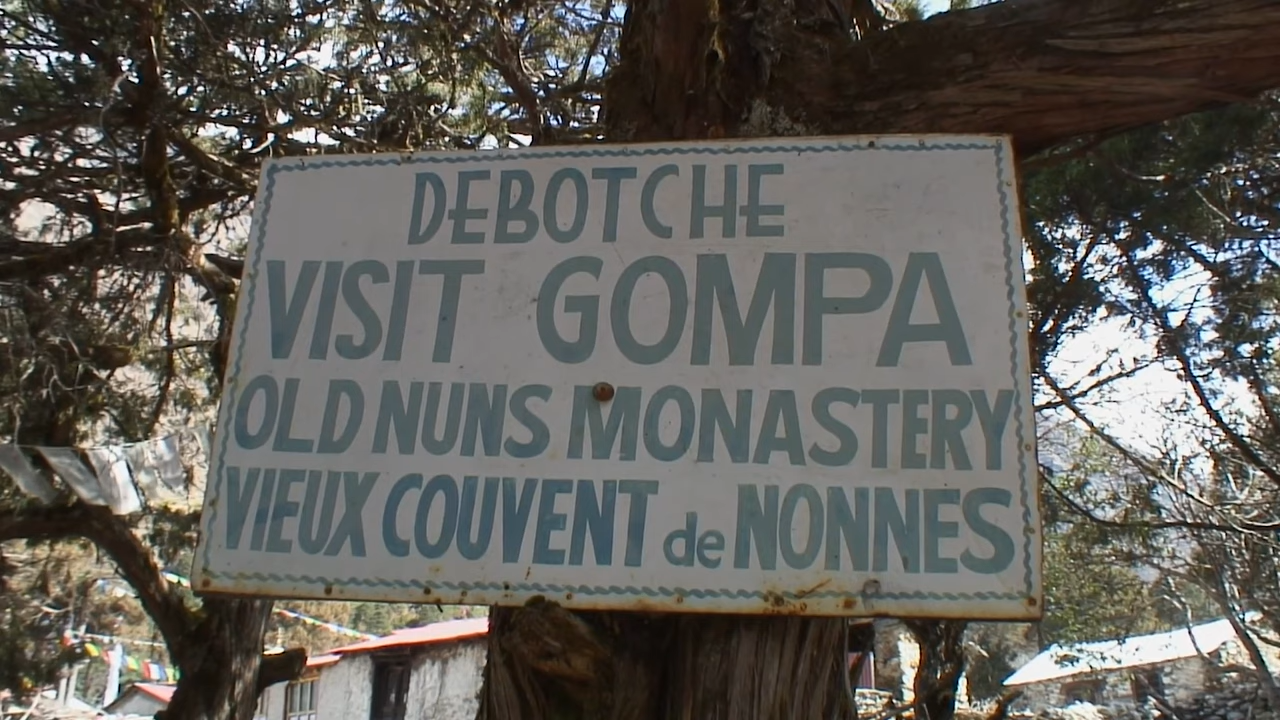 DEBOTCHE
VISIT GOMPA
OLD NUNS MONASTERY
VIEUX COUVENT de NONNES